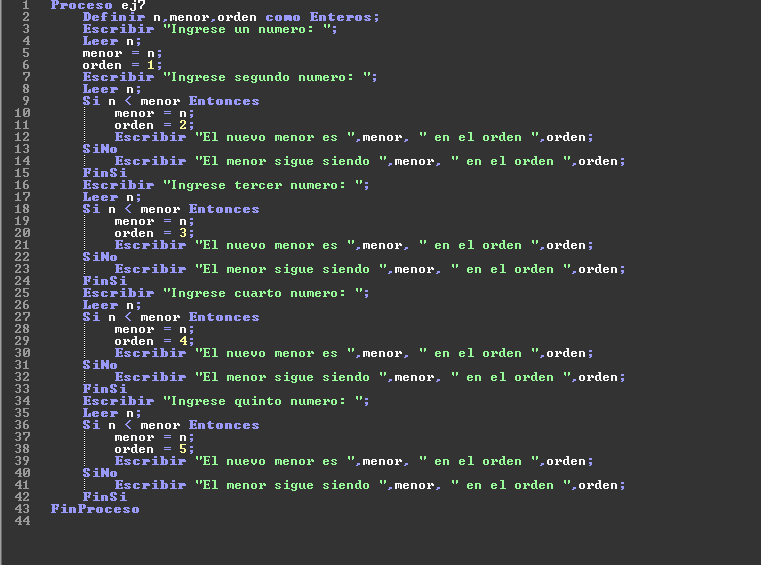 1 Proceso ej7
2 Definir n,menor,orden como Enteros;
3 Escribir "Ingrese un numero: ";
4 Leer n;
5 menor = n;
6 orden = 1;
7 Escribir "Ingrese segundo numero: ";
8 Leer n;
9 Si n < menor Entonces
10 menor = n;
11 orden = 2;
12 Escribir "El nuevo menor es ",menor, " en el orden ",orden;
13 SiNo
14 Escribir "El menor sigue siendo ",menor, " en el orden ",orden;
15 FinSi
16 Escribir "Ingrese tercer numero: ";
17 Leer n;
18 Si n < menor Entonces
19 menor = n;
20 orden = 3;
21 Escribir "El nuevo menor es ",menor, " en el orden ",orden;
22 SiNo
23 Escribir "El menor sigue siendo ",menor, " en el orden ",orden;
24 FinSi
25 Escribir "Ingrese cuarto numero: ";
26 Leer n;
27 Si n < menor Entonces
28 menor = n;
29 orden = 4;
30 Escribir "El nuevo menor es ",menor, " en el orden ",orden;
31 SiNo
32 Escribir "El menor sigue siendo ",menor, " en el orden ",orden;
33 FinSi
34 Escribir "Ingrese quinto numero: ";
35 Leer n;
36 Si n < menor Entonces
37 menor = n;
38 orden = 5;
39 Escribir "El nuevo menor es ",menor, " en el orden ",orden;
40 SiNo
41 Escribir "El menor sigue siendo ",menor, " en el orden ",orden;
42 FinSi
43 FinProceso
44